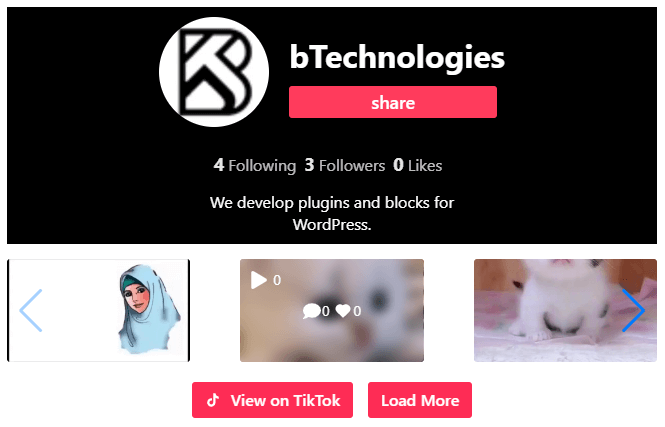 bTechnologies
share
4 Following 3 Followers 0 Likes
We develop plugins and blocks for
WordPress.
0
0 0
View on TikTok
Load More